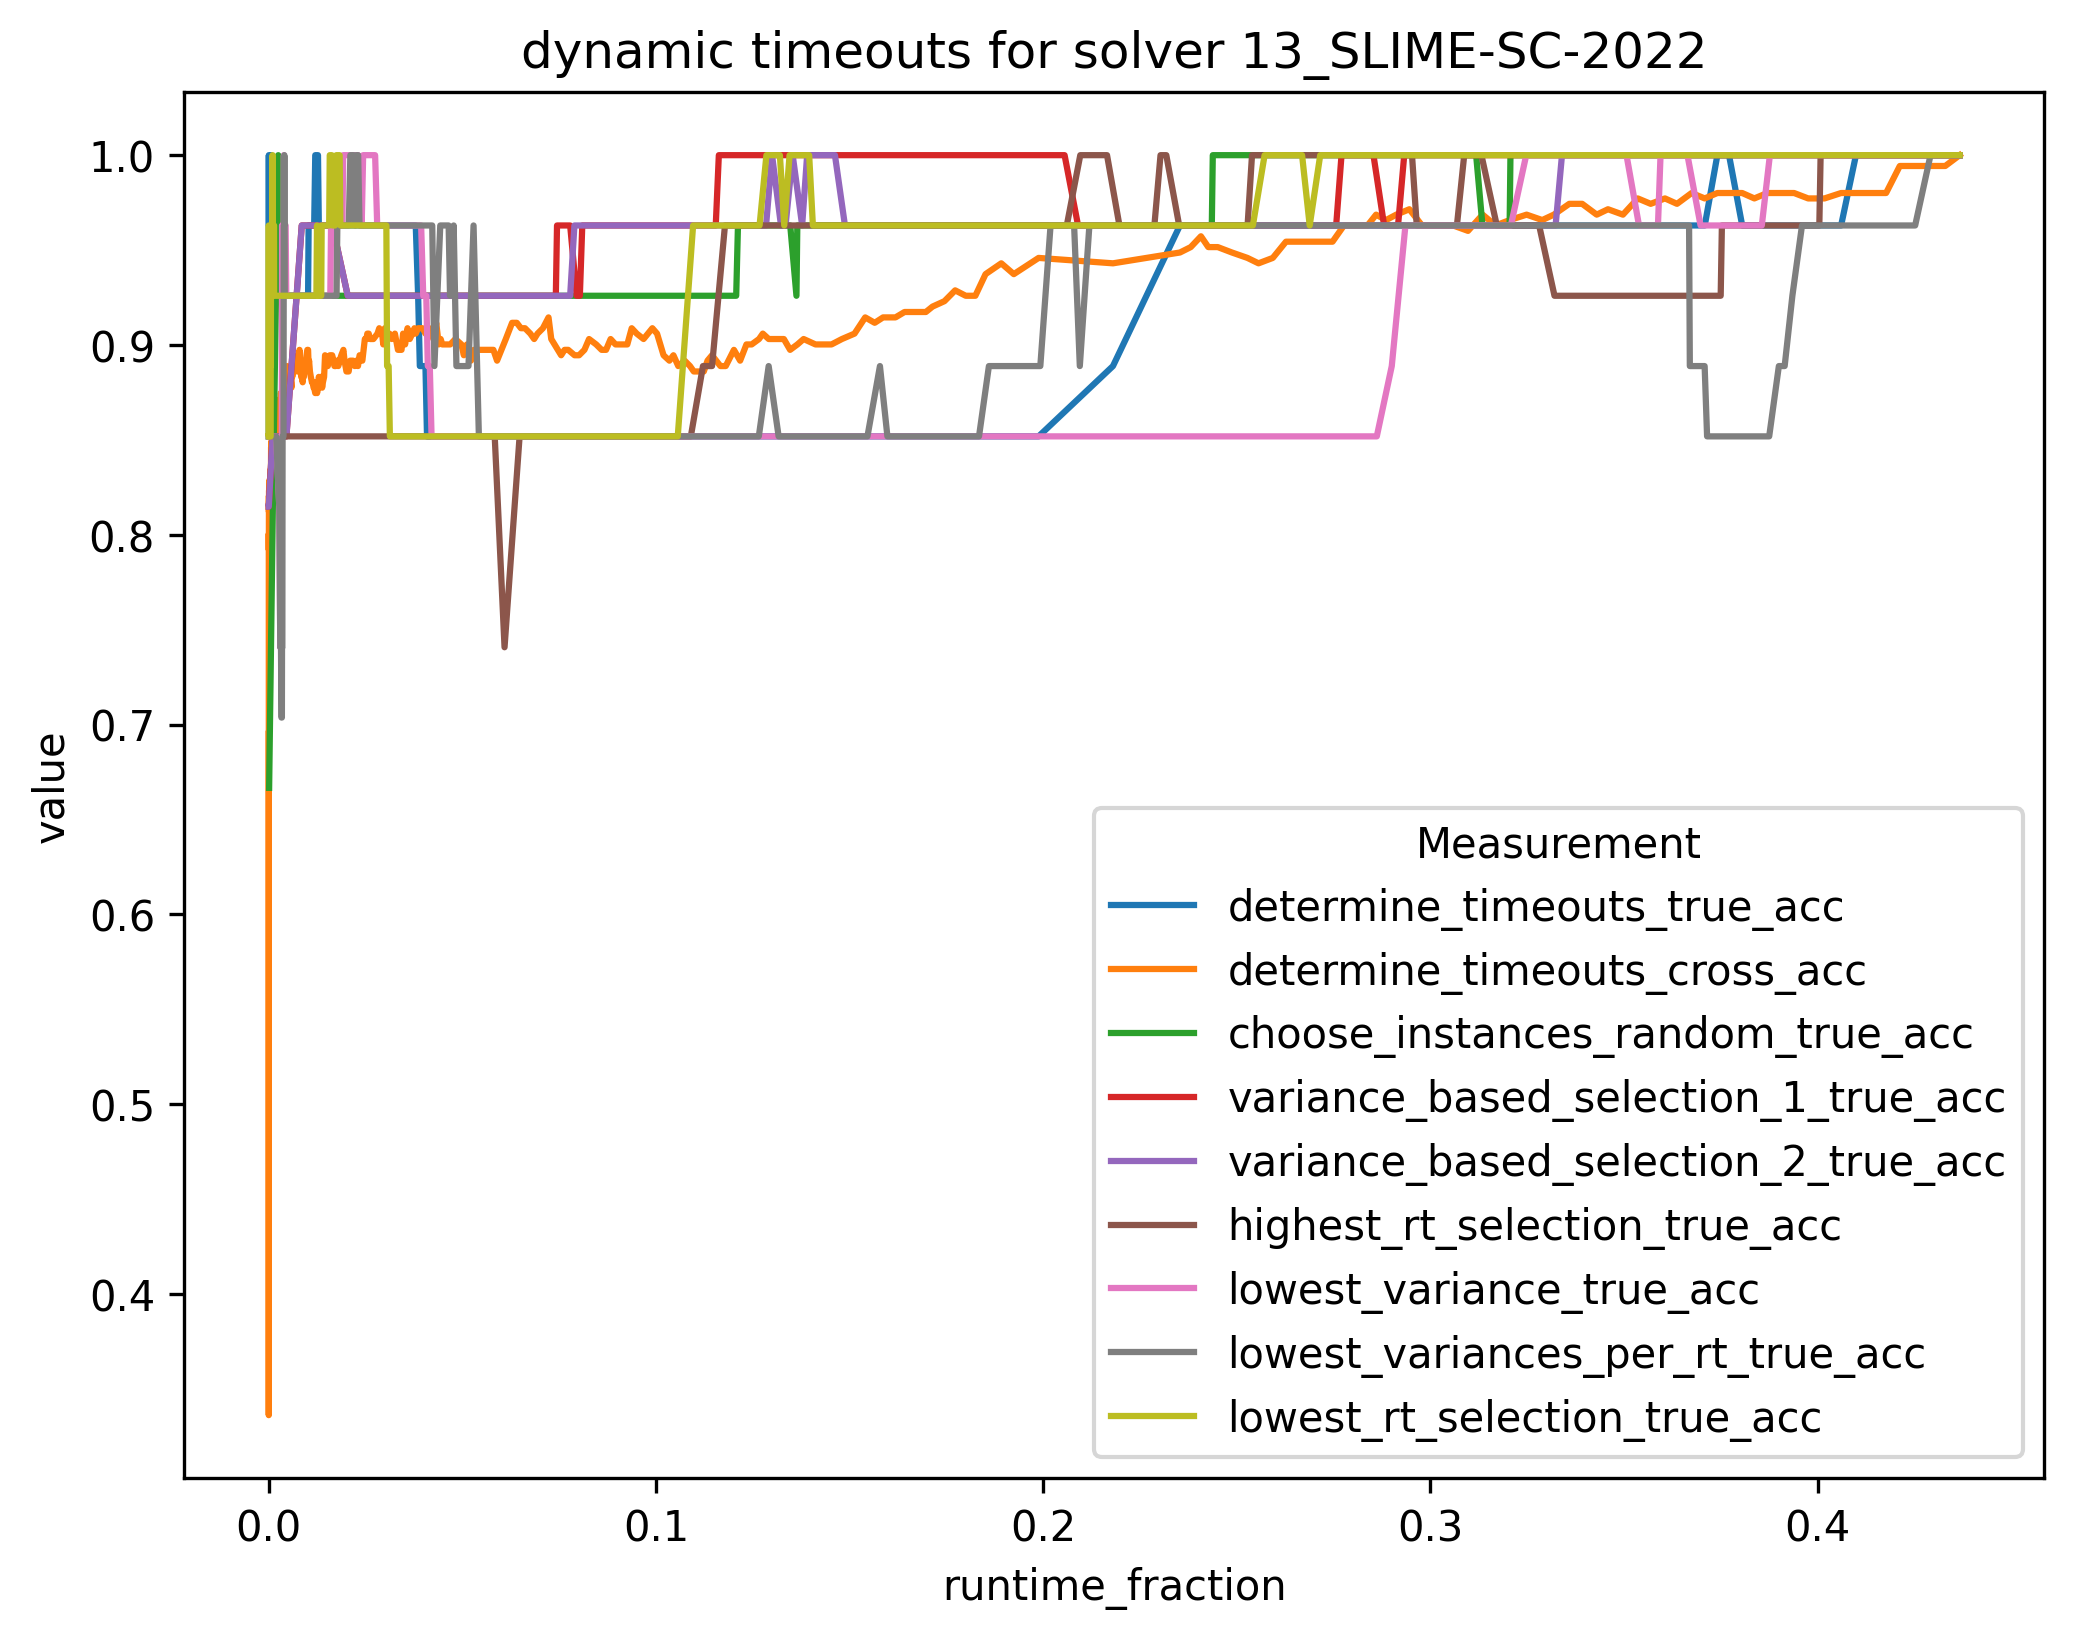 dynamic timeouts for solver 13_SLIME-SC-2022
1.0
0.9
0.8
0.7
0.6
0.5
0.4
value
Measurement
determine_timeouts_true_acc
determine_timeouts_cross_acc
choose_instances_random_true_acc
variance_based_selection_1_true_acc
variance_based_selection_2_true_acc
highest_rt_selection_true_acc
lowest_variance_true_acc
lowest_variances_per_rt_true_acc
lowest_rt_selection_true_acc
0.0 0.1 0.2 0.3 0.4
runtime_fraction